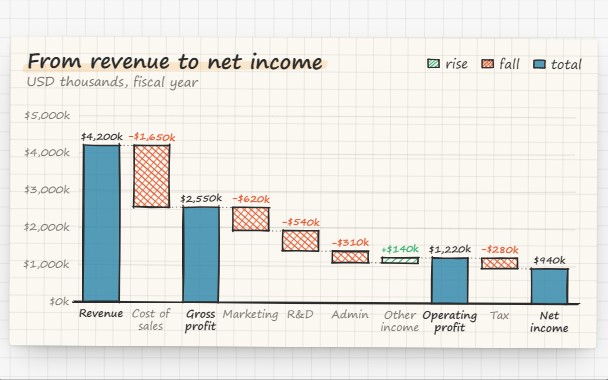 From revenue to net income
USD thousands, fiscal year
rise fall total
$5,000k
$4,000k
$3,000k
$2,000k
$1,000k
$0k
$4,200k
-$1,650k
$2,550k
-$620k
-$540k
-$310k
+$140k
$1,220k
-$280k
$940k
Revenue
Cost of
sales
Gross
profit
Marketing
R&D
Admin
Other
income
Operating
profit
Tax
Net
income